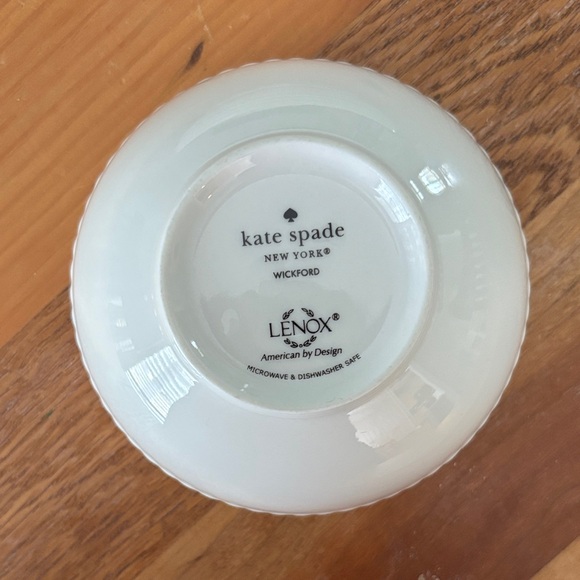 kate spade
NEW YORK®
WICKFORD
LENOX®
American by Design
MICROWAVE & DISHWASHER SAFE